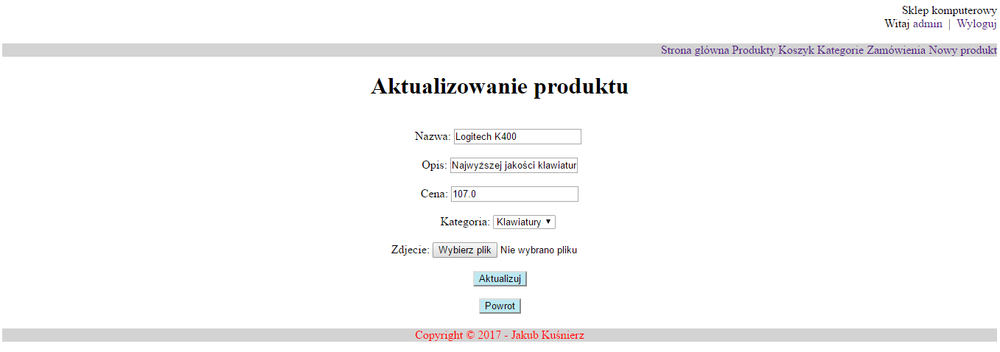 Sklep komputerowy
Witaj admin | Wyloguj
Strona główna Produkty Koszyk Kategorie Zamówienia Nowy produkt
Aktualizowanie produktu
Nazwa: Logitech K400
Opis: Najwyższej jakości klawiatur
Cena: 107.0
Kategoria: Klawiatury
Zdjecie: Wybierz plik Nie wybrano pliku
Aktualizuj
Powrot
Copyright © 2017 - Jakub Kuśnierz